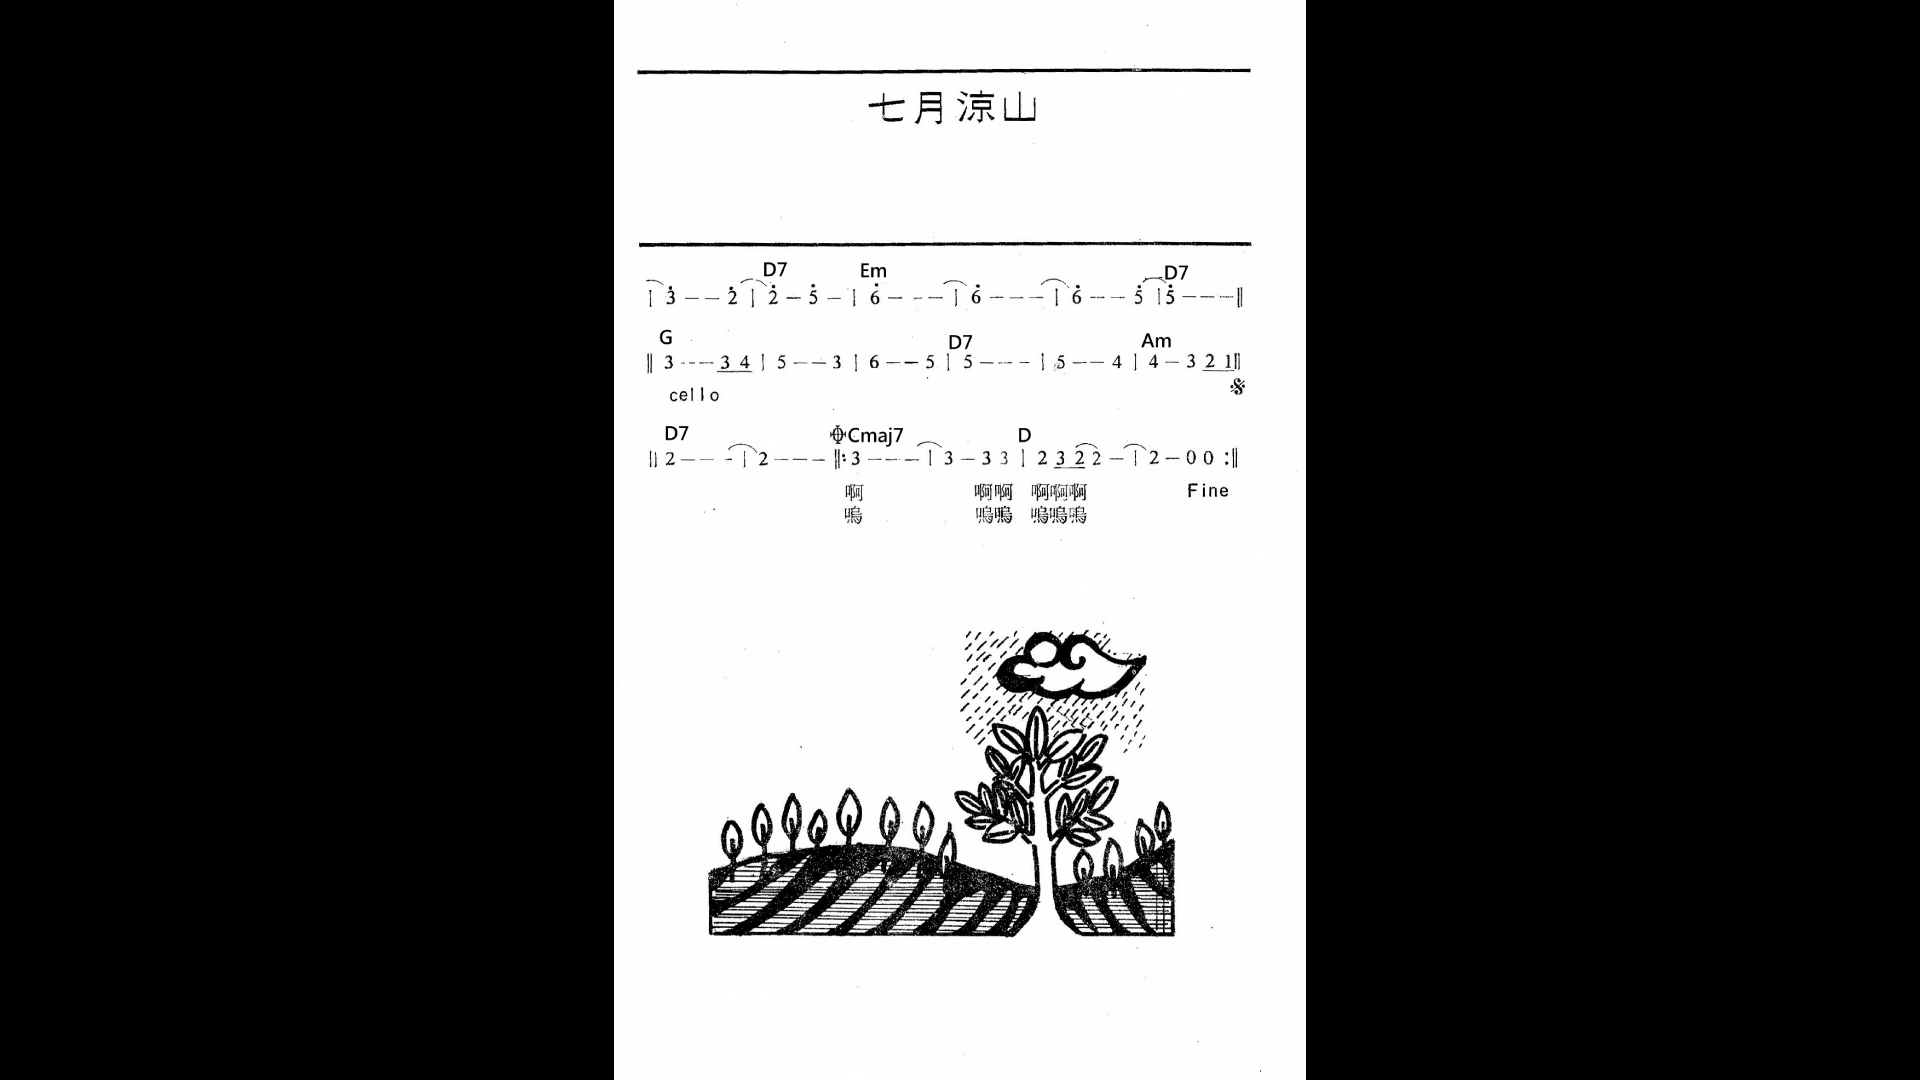 七月涼山
D7 Em D7
| 3 – – 2 | 2 – 5 – | 6 – – – | 6 – – – | 6 – – 5 | 5 – – – ||
G D7 Am
|| 3 – – – 3 4 | 5 – – 3 | 6 – – 5 | 5 – – – | 5 – – 4 | 4 – 3 2 1 ||
cello
D7 Cmaj7 D
|| 2 – – – | 2 – – – ||: 3 – – – | 3 – 3 3 | 2 3 2 2 – | 2 – 0 0 :||
啊 啊啊 啊啊啊 Fine
嗚 嗚嗚 嗚嗚嗚